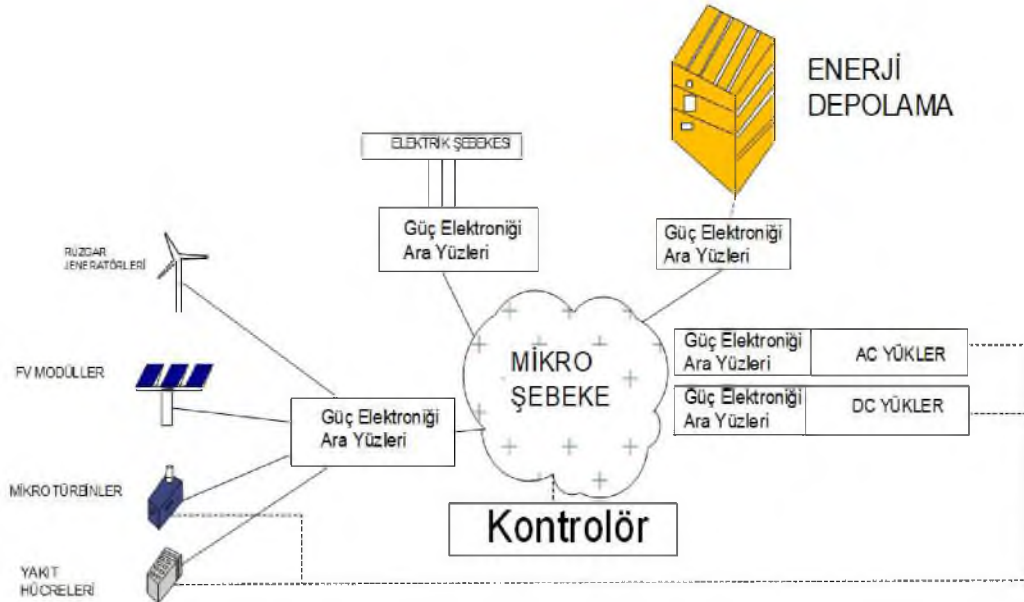 ENERJİ
DEPOLAMA
ELEKTRİK ŞEBEKESİ
Güç Elektroniği
Ara Yüzleri
Güç Elektroniği
Ara Yüzleri
RÜZGAR
JENERATÖRLERİ
FV MODÜLLER
MİKRO TÜRBİNLER
YAKIT
HÜCRELERİ
Güç Elektroniği
Ara Yüzleri
MİKRO
ŞEBEKE
Güç Elektroniği
Ara Yüzleri
AC YÜKLER
Güç Elektroniği
Ara Yüzleri
DC YÜKLER
Kontrolör